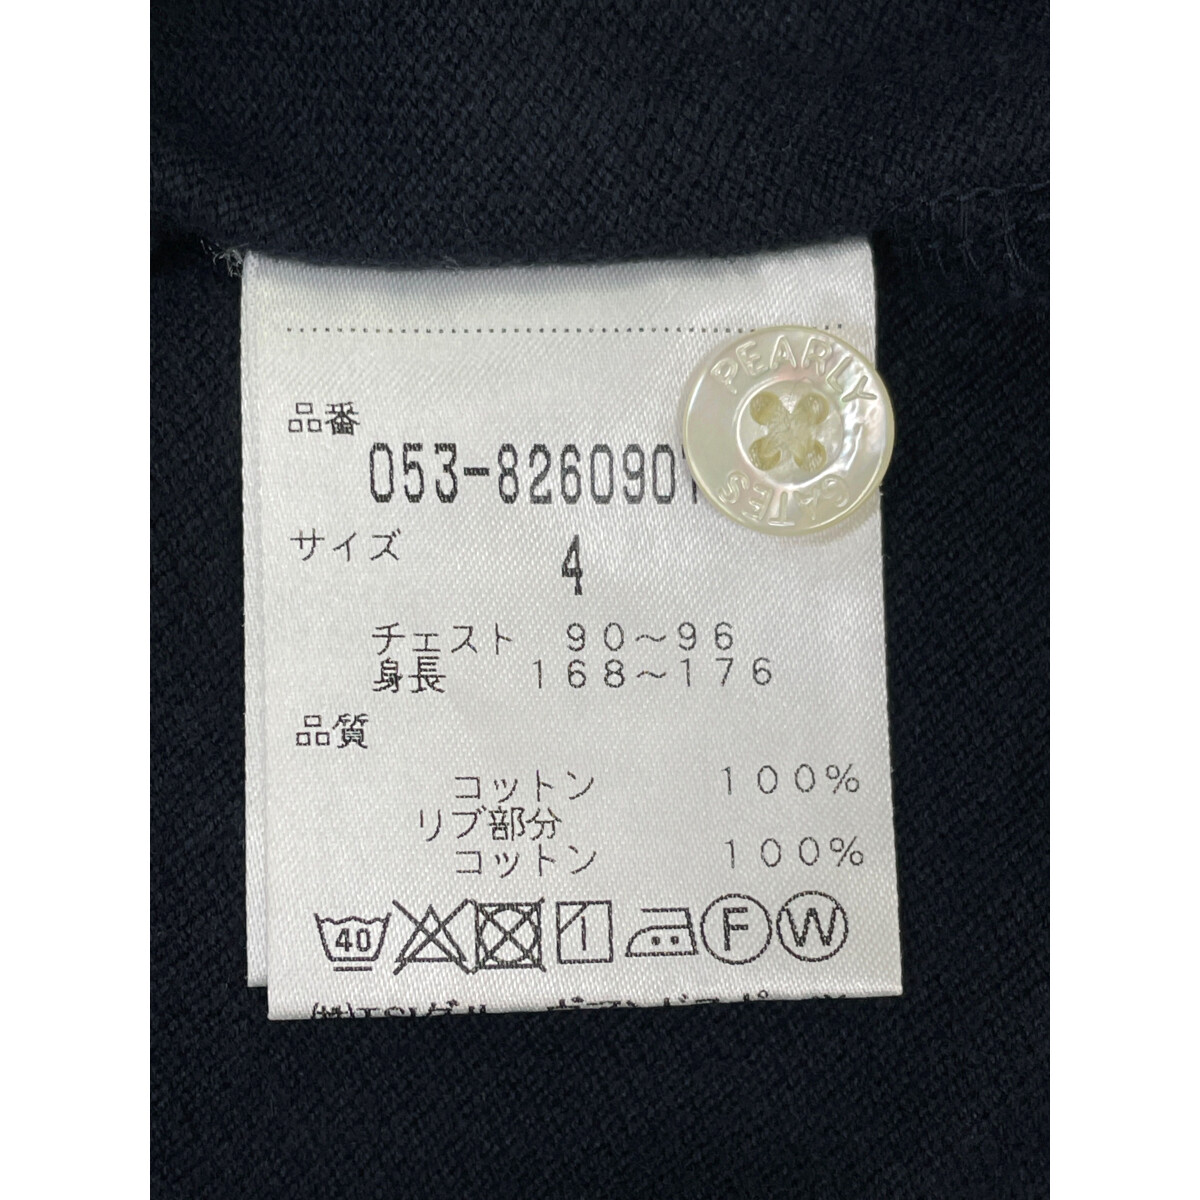 PEARLY
GATES
品番
053-8260901
サイズ
4
チェスト 90~96
身長 168~176
品質
コットン 100%
リブ部分
コットン 100%
40
F
W